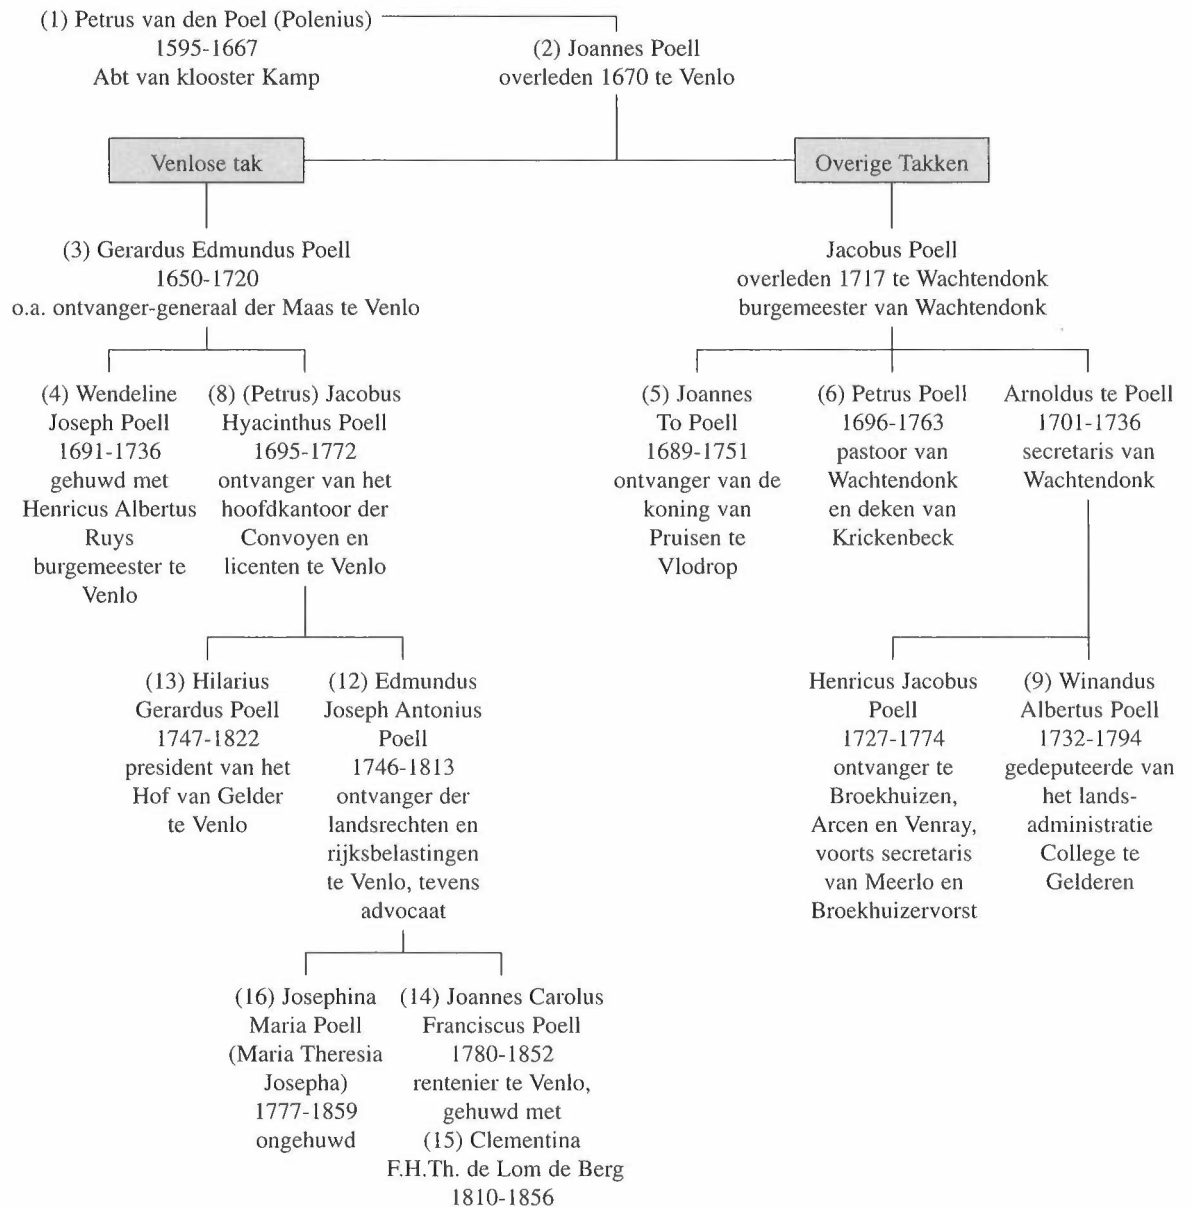 (1) Petrus van den Poel (Polenius)
1595-1667
Abt van klooster Kamp
(2) Joannes Poell
overleden 1670 te Venlo
Venlose tak
Overige Takken
(3) Gerardus Edmundus Poell
1650-1720
o.a. ontvanger-generaal der Maas te Venlo
Jacobus Poell
overleden 1717 te Wachtendonk
burgemeester van Wachtendonk
(4) Wendeline
Joseph Poell
1691-1736
gehuwd met
Henricus Albertus
Ruys
burgemeester te
Venlo
(8) (Petrus) Jacobus
Hyacinthus Poell
1695-1772
ontvanger van het
hoofdkantoor der
Convoyen en
licenten te Venlo
(5) Joannes
To Poell
1689-1751
ontvanger van de
koning van
Pruisen te
Vlodrop
(6) Petrus Poell
1696-1763
pastoor van
Wachtendonk
en deken van
Krickenbeck
Arnoldus te Poell
1701-1736
secretaris van
Wachtendonk
(13) Hilarius
Gerardus Poell
1747-1822
president van het
Hof van Gelder
te Venlo
(12) Edmundus
Joseph Antonius
Poell
1746-1813
ontvanger der
landsrechten en
rijksbelastingen
te Venlo, tevens
advocaat
Henricus Jacobus
Poell
1727-1774
ontvanger te
Broekhuizen,
Arcen en Venray,
voorts secretaris
van Meerlo en
Broekhuizervorst
(9) Winandus
Albertus Poell
1732-1794
gedeputeerde van
het lands-
administratie
College te
Gelderen
(16) Josephina
Maria Poell
(Maria Theresia
Josepha)
1777-1859
ongehuwd
(14) Joannes Carolus
Franciscus Poell
1780-1852
rentenier te Venlo,
gehuwd met
(15) Clementina
F.H.Th. de Lom de Berg
1810-1856